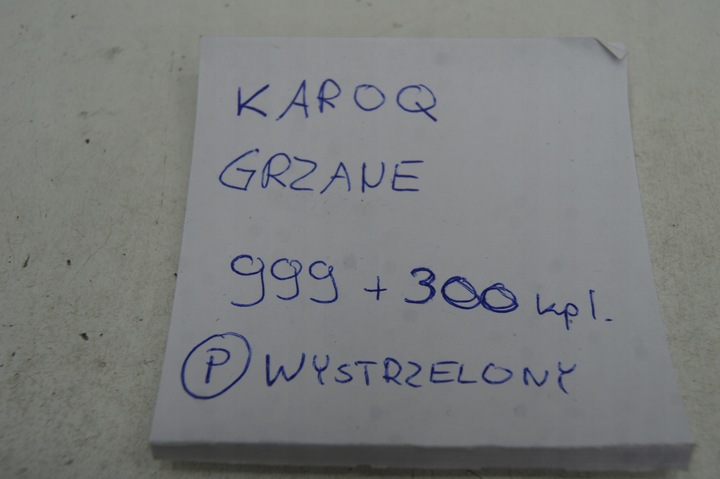 KAROQ
GRZANE
999 + 300 kpl.
P WYSTRZELONY